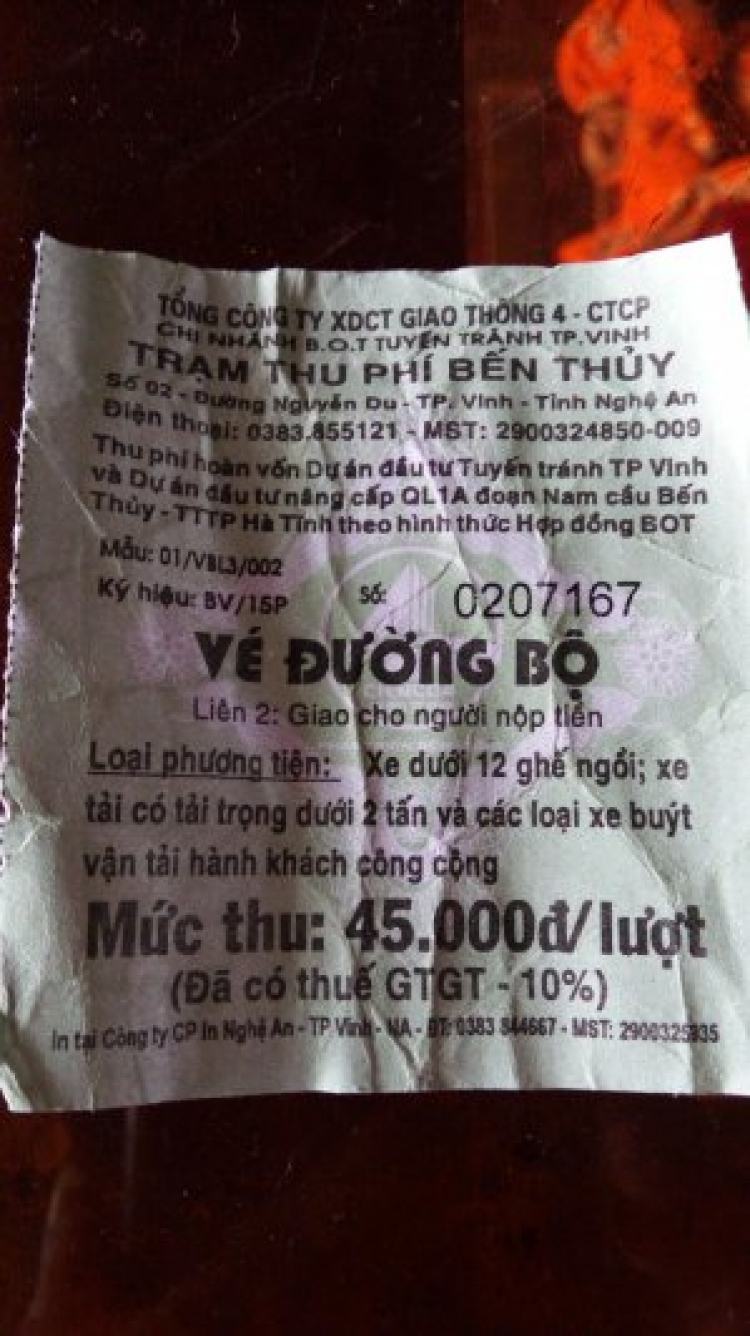 TỔNG CÔNG TY XDCT GIAO THÔNG 4 - CTCP
CHI NHÁNH B.O.T TUYẾN TRÁNH TP.VINH
TRẠM THU PHÍ BẾN THỦY
Số 02 - Đường Nguyễn Du - TP. Vinh - Tỉnh Nghệ An
Điện thoại: 0383.855121 - MST: 2900324850-009
Thu phí hoàn vốn Dự án đầu tư Tuyến tránh TP Vinh
và Dự án đầu tư nâng cấp QL1A đoạn Nam cầu Bến
Thủy - TTTP Hà Tĩnh theo hình thức Hợp đồng BOT
Mẫu: 01/VBL3/002
Ký hiệu: BV/15P Số: 0207167
VÉ ĐƯỜNG BỘ
Liên 2: Giao cho người nộp tiền
Loại phương tiện: Xe dưới 12 ghế ngồi; xe
tải có tải trọng dưới 2 tấn và các loại xe buýt
vận tải hành khách công cộng
Mức thu: 45.000đ/lượt
(Đã có thuế GTGT - 10%)
In tại Công ty CP In Nghệ An - TP Vinh - NA - ĐT: 0383 844667 - MST: